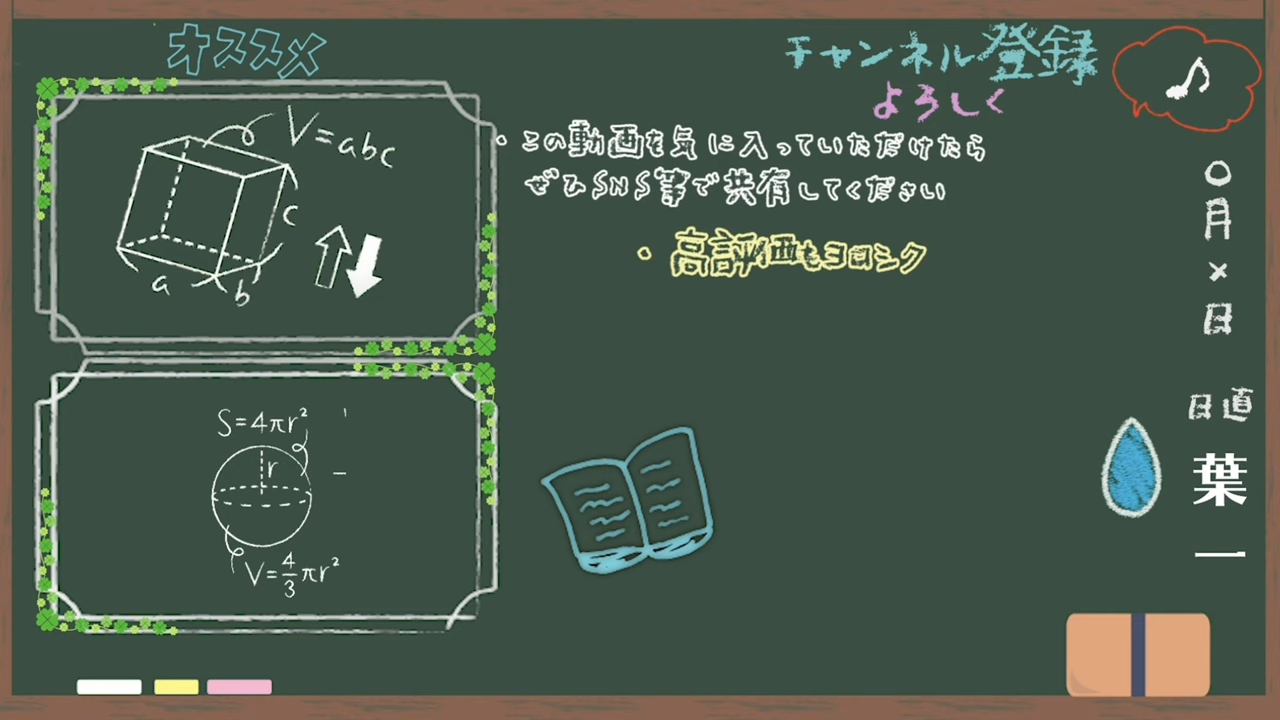 オススメ
V=abc
c
a
b
S=4πr²
r
V=4/3πr²
チャンネル登録
よろしく
・この動画を気に入っていただけたら
ぜひSNS等で共有してください
・高評価もヨロシク
〇月×日
日直
葉一